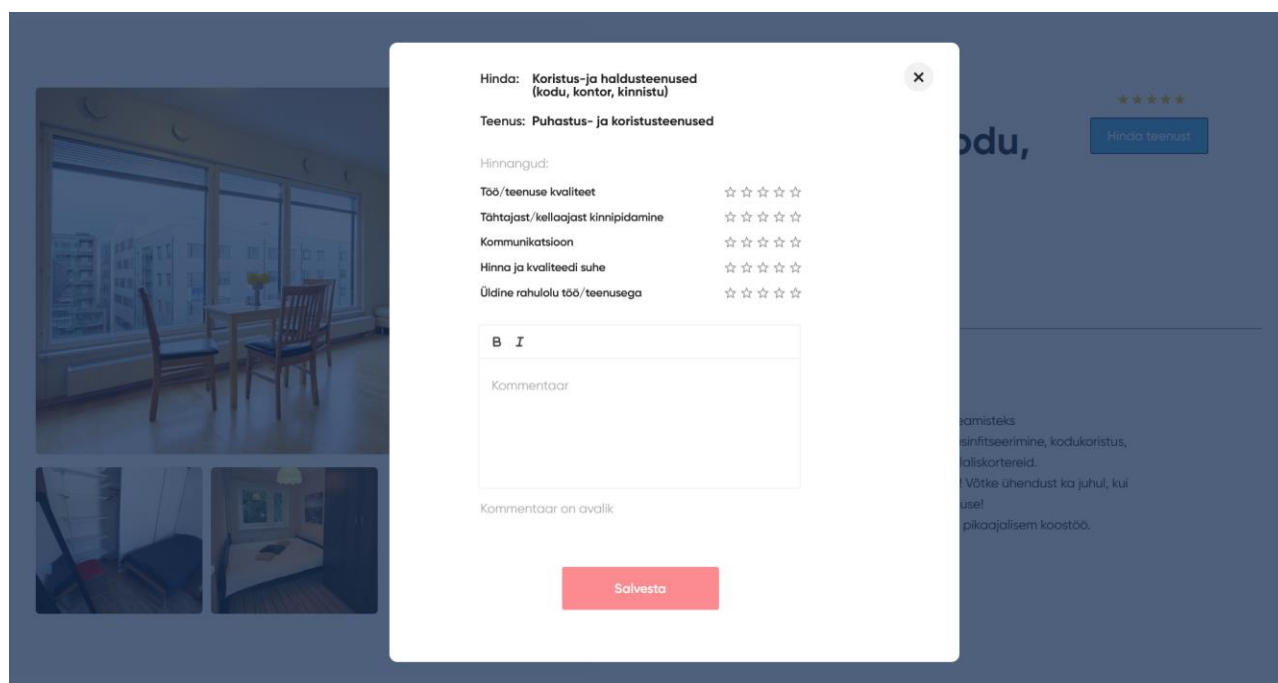 Hinda: Koristus-ja haldusteenused
(kodu, kontor, kinnistu)
Teenus: Puhastus- ja koristusteenused
Hinnangud:
Töö/teenuse kvaliteet
Tähtajast/kellaajast kinnipidamine
Kommunikatsioon
Hinna ja kvaliteedi suhe
Üldine rahulolu töö/teenusega
B I
Kommentaar
Kommentaar on avalik
Salvesta
odu,
Hinda teenust
eamisteks
sinfitseerimine, kodukoristus,
laliskortereid.
! Võtke ühendust ka juhul, kui
use!
pikaajalisem koostöö.